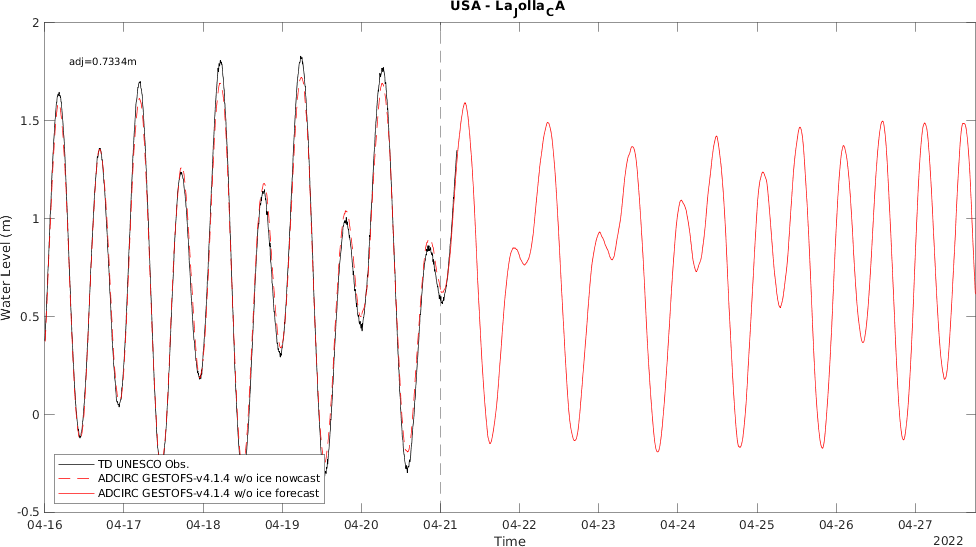 USA - LaJollaCA
adj=0.7334m
2
1.5
1
0.5
0
-0.5
Water Level (m)
TD UNESCO Obs.
ADCIRC GESTOFS-v4.1.4 w/o ice nowcast
ADCIRC GESTOFS-v4.1.4 w/o ice forecast
04-16 04-17 04-18 04-19 04-20 04-21 04-22 04-23 04-24 04-25 04-26 04-27
Time
2022